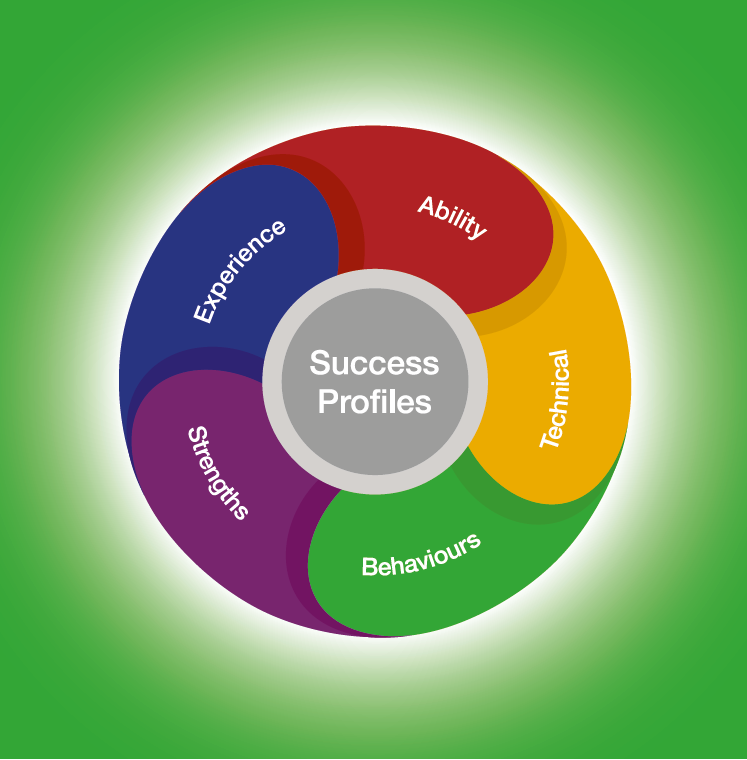 Success
Profiles
Ability
Technical
Behaviours
Strengths
Experience